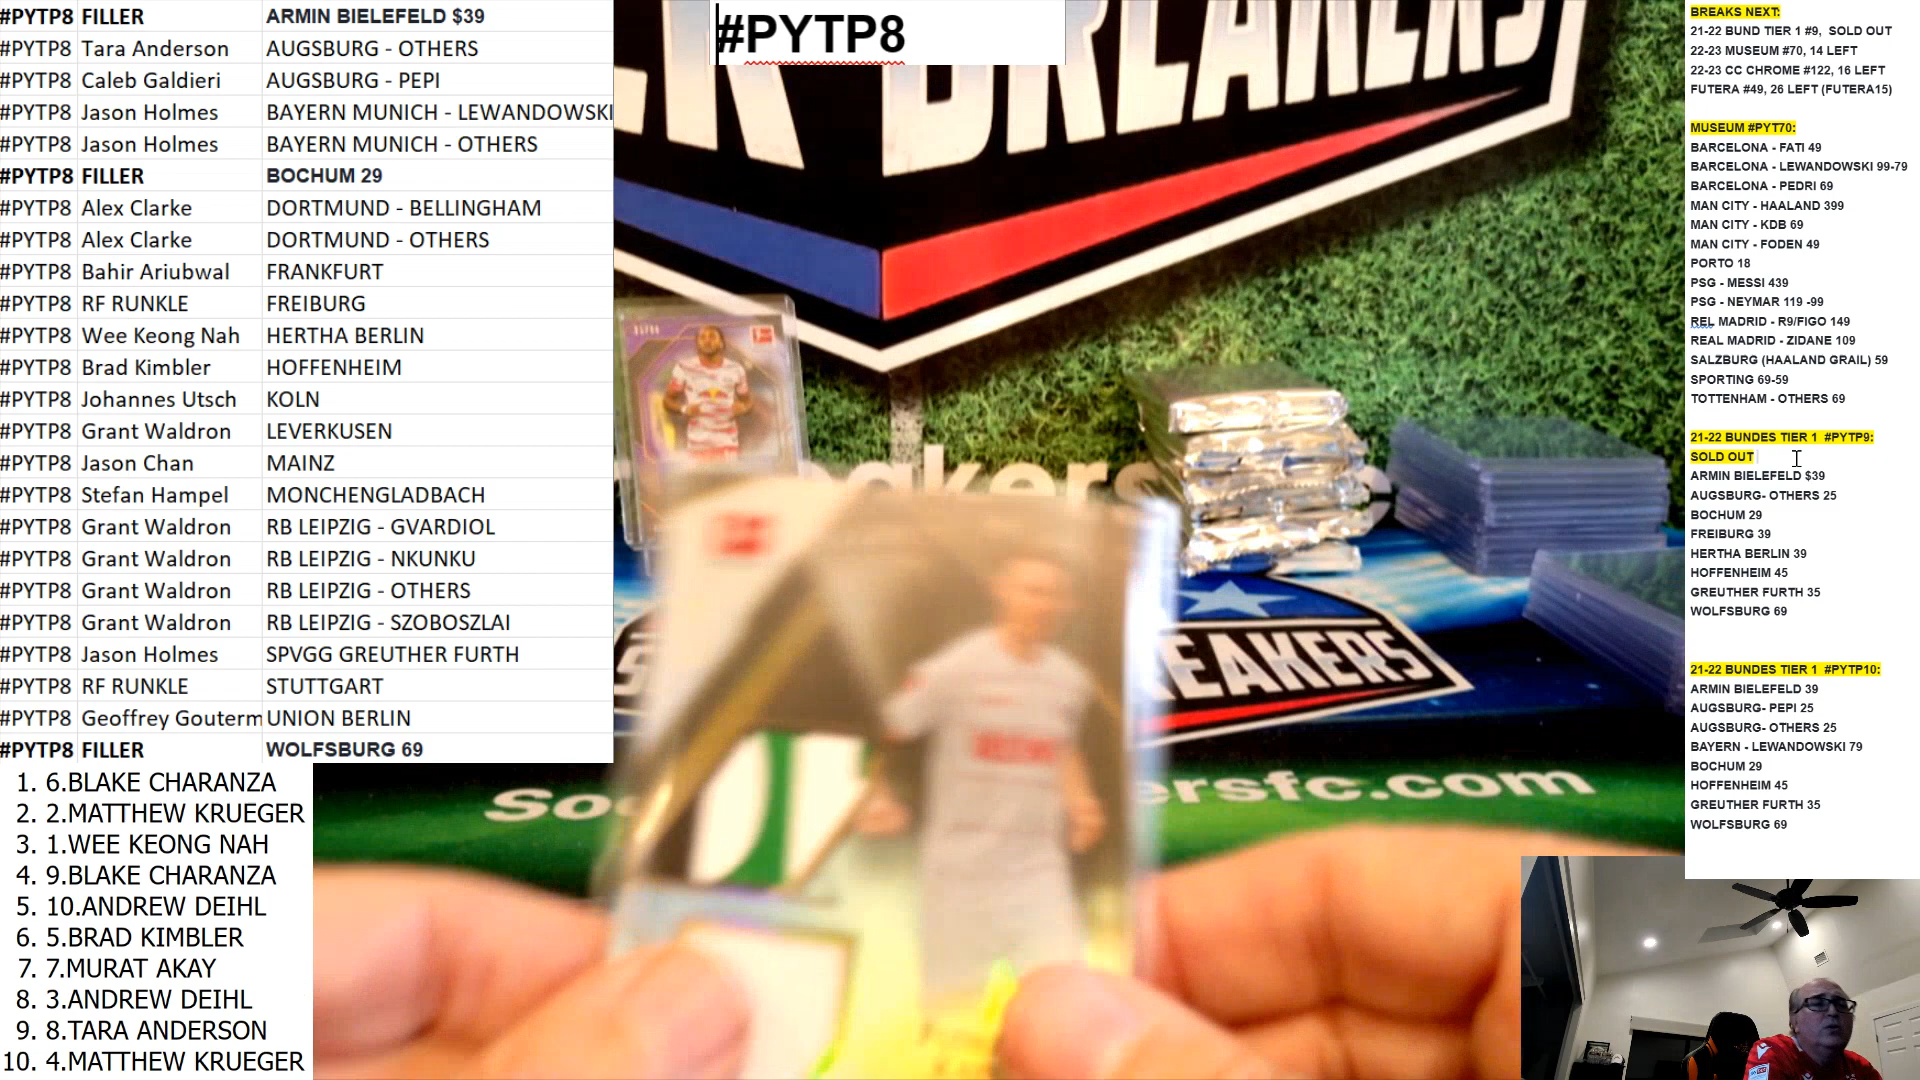 #PYTP8 FILLER ARMIN BIELEFELD $39
#PYTP8 Tara Anderson AUGSBURG - OTHERS
#PYTP8 Caleb Galdieri AUGSBURG - PEPI
#PYTP8 Jason Holmes BAYERN MUNICH - LEWANDOWSKI
#PYTP8 Jason Holmes BAYERN MUNICH - OTHERS
#PYTP8 FILLER BOCHUM 29
#PYTP8 Alex Clarke DORTMUND - BELLINGHAM
#PYTP8 Alex Clarke DORTMUND - OTHERS
#PYTP8 Bahir Ariubwal FRANKFURT
#PYTP8 RF RUNKLE FREIBURG
#PYTP8 Wee Keong Nah HERTHA BERLIN
#PYTP8 Brad Kimbler HOFFENHEIM
#PYTP8 Johannes Utsch KOLN
#PYTP8 Grant Waldron LEVERKUSEN
#PYTP8 Jason Chan MAINZ
#PYTP8 Stefan Hampel MONCHENGLADBACH
#PYTP8 Grant Waldron RB LEIPZIG - GVARDIOL
#PYTP8 Grant Waldron RB LEIPZIG - NKUNKU
#PYTP8 Grant Waldron RB LEIPZIG - OTHERS
#PYTP8 Grant Waldron RB LEIPZIG - SZOBOSZLAI
#PYTP8 Jason Holmes SPVGG GREUTHER FURTH
#PYTP8 RF RUNKLE STUTTGART
#PYTP8 Geoffrey Gouterm UNION BERLIN
#PYTP8 FILLER WOLFSBURG 69
1. 6.BLAKE CHARANZA
2. 2.MATTHEW KRUEGER
3. 1.WEE KEONG NAH
4. 9.BLAKE CHARANZA
5. 10.ANDREW DEIHL
6. 5.BRAD KIMBLER
7. 7.MURAT AKAY
8. 3.ANDREW DEIHL
9. 8.TARA ANDERSON
10. 4.MATTHEW KRUEGER
#PYTP8
ER BREAKERS
eakers
EAKERS
So
ersfc.com
BREAKS NEXT:
21-22 BUND TIER 1 #9, SOLD OUT
22-23 MUSEUM #70, 14 LEFT
22-23 CC CHROME #122, 16 LEFT
FUTERA #49, 26 LEFT (FUTERA15)
MUSEUM #PYT70:
BARCELONA - FATI 49
BARCELONA - LEWANDOWSKI 99-79
BARCELONA - PEDRI 69
MAN CITY - HAALAND 399
MAN CITY - KDB 69
MAN CITY - FODEN 49
PORTO 18
PSG - MESSI 439
PSG - NEYMAR 119 -99
REL MADRID - R9/FIGO 149
REAL MADRID - ZIDANE 109
SALZBURG (HAALAND GRAIL) 59
SPORTING 69-59
TOTTENHAM - OTHERS 69
21-22 BUNDES TIER 1 #PYTP9:
SOLD OUT
ARMIN BIELEFELD $39
AUGSBURG- OTHERS 25
BOCHUM 29
FREIBURG 39
HERTHA BERLIN 39
HOFFENHEIM 45
GREUTHER FURTH 35
WOLFSBURG 69
21-22 BUNDES TIER 1 #PYTP10:
ARMIN BIELEFELD 39
AUGSBURG- PEPI 25
AUGSBURG- OTHERS 25
BAYERN - LEWANDOWSKI 79
BOCHUM 29
HOFFENHEIM 45
GREUTHER FURTH 35
WOLFSBURG 69